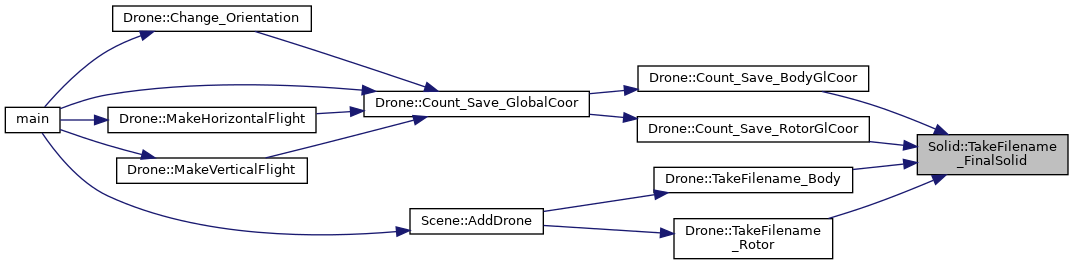 Drone::Change_Orientation
main
Drone::MakeHorizontalFlight
Drone::MakeVerticalFlight
Drone::Count_Save_GlobalCoor
Scene::AddDrone
Drone::Count_Save_BodyGlCoor
Drone::Count_Save_RotorGlCoor
Drone::TakeFilename_Body
Drone::TakeFilename
_Rotor
Solid::TakeFilename
_FinalSolid